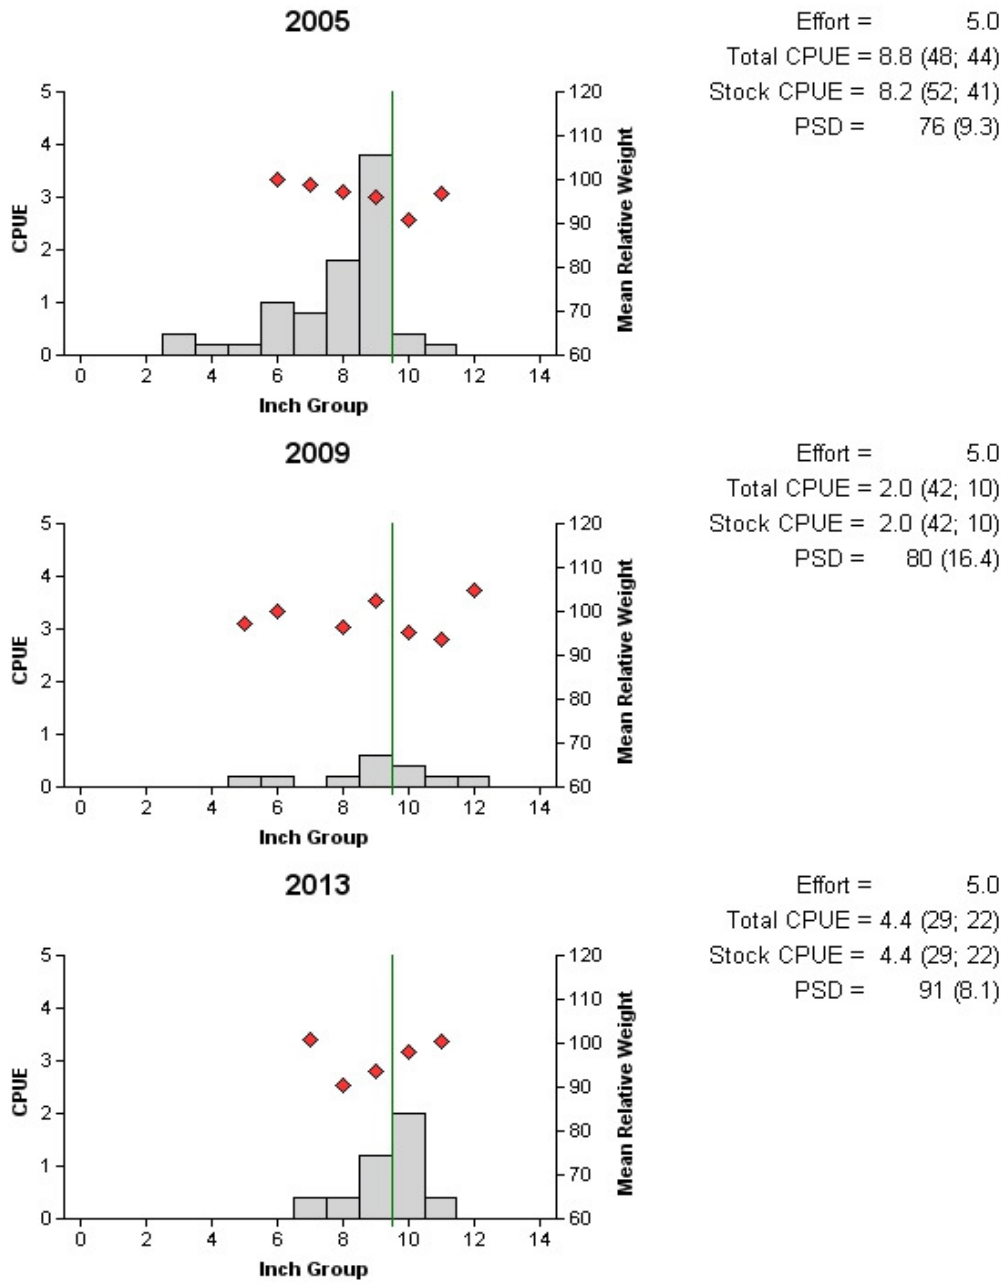 2005
Effort = 5.0
Total CPUE = 8.8 (48; 44)
Stock CPUE = 8.2 (52; 41)
PSD = 76 (9.3)
5
4
3
2
1
0
CPUE
120
110
100
90
80
70
60
Mean Relative Weight
0 2 4 6 8 10 12 14
Inch Group
2009
Effort = 5.0
Total CPUE = 2.0 (42; 10)
Stock CPUE = 2.0 (42; 10)
PSD = 80 (16.4)
5
4
3
2
1
0
CPUE
120
110
100
90
80
70
60
Mean Relative Weight
0 2 4 6 8 10 12 14
Inch Group
2013
Effort = 5.0
Total CPUE = 4.4 (29; 22)
Stock CPUE = 4.4 (29; 22)
PSD = 91 (8.1)
5
4
3
2
1
0
CPUE
120
110
100
90
80
70
60
Mean Relative Weight
0 2 4 6 8 10 12 14
Inch Group